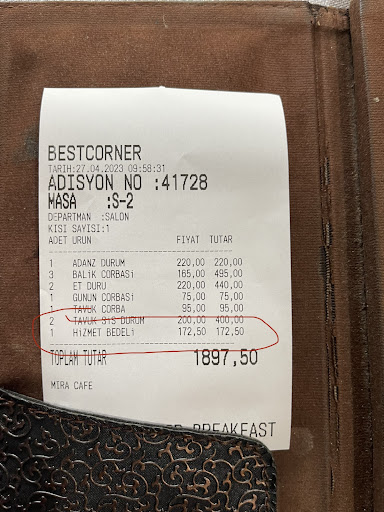 BESTCORNER
TARİH:27.04.2023 09:58:31
ADISYON NO :41728
MASA :S-2
DEPARTMAN :SALON
KISI SAYISI:1
ADET URUN FIYAT TUTAR
1 ADANZ DURUM 220,00 220,00
3 BALiK CORBASi 165,00 495,00
2 ET DURU 220,00 440,00
1 GUNUN CORBASi 75,00 75,00
1 TAVUK CORBA 95,00 95,00
2 TAVUK SiS DURUM 200,00 400,00
1 HiZMET BEDELi 172,50 172,50
TOPLAM TUTAR 1897,50
MIRA CAFE
BREAKFAST